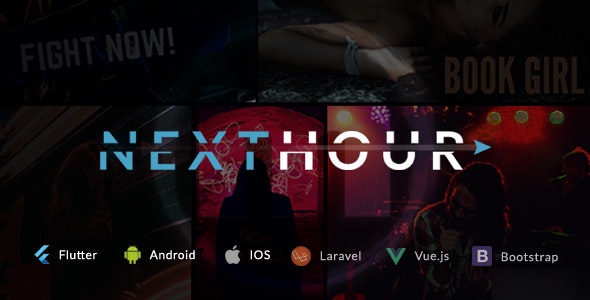 FIGHT NOW!
BOOK GIRL
NEXTHOUR
Flutter Android IOS Laravel Vue.js Bootstrap